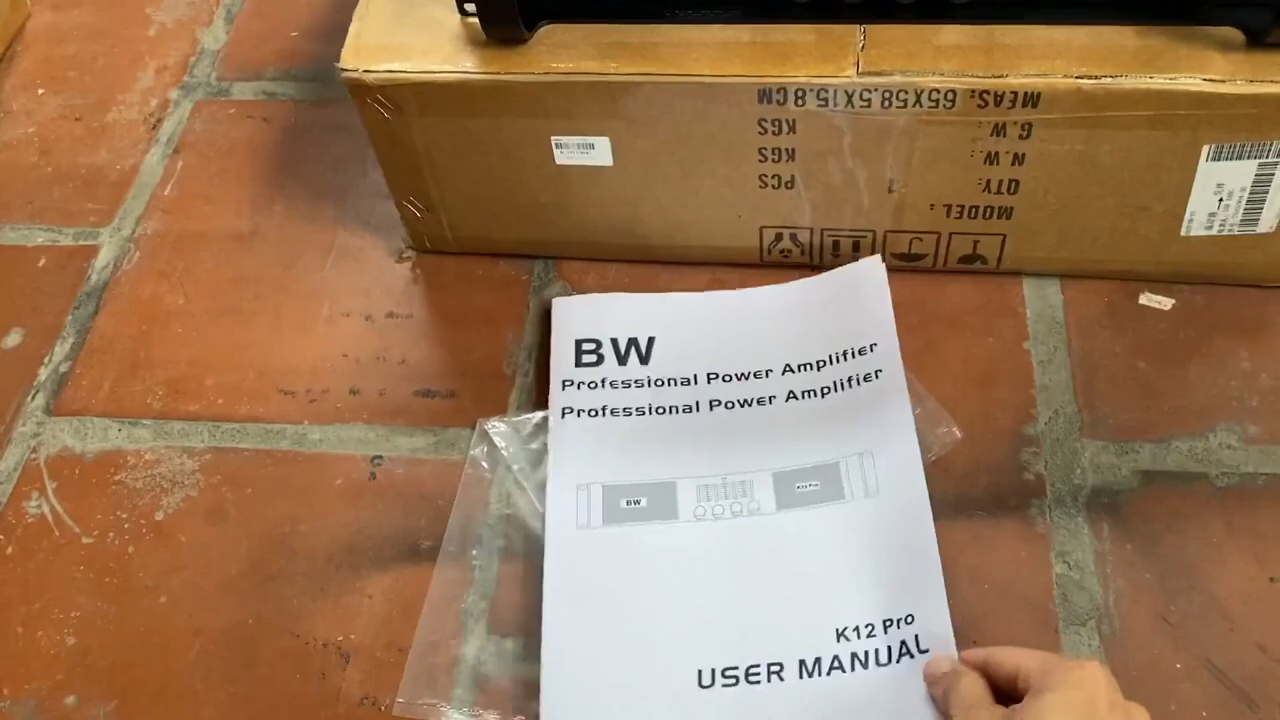 MEAS: 65X58.5X15.8CM
G.W.: KGS
N.W.: KGS
QTY: 1 PCS
MODEL:
BW
Professional Power Amplifier
Professional Power Amplifier
BW
K12 Pro
K12 Pro
USER MANUAL